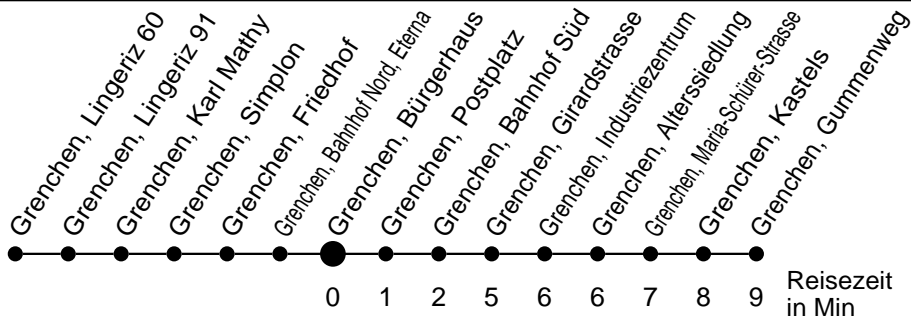 Grenchen, Lingeriz 60
Grenchen, Lingeriz 91
Grenchen, Karl Mathy
Grenchen, Simplon
Grenchen, Friedhof
Grenchen, Bahnhof Nord, Eterna
Grenchen, Bürgerhaus
Grenchen, Postplatz
Grenchen, Bahnhof Süd
Grenchen, Girardstrasse
Grenchen, Industriezentrum
Grenchen, Alterssiedlung
Grenchen, Maria-Schürer-Strasse
Grenchen, Kastels
Grenchen, Gummenweg
0 1 2 5 6 6 7 8 9
Reisezeit
in Min